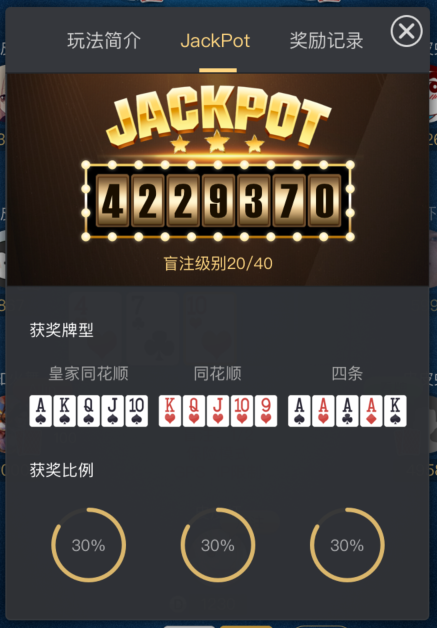 玩法简介 JackPot 奖励记录
JACKPOT
4229370
盲注级别20/40
获奖牌型
皇家同花顺 同花顺 四条
A K Q J 10 K Q J 10 9 A A A A K
获奖比例
30% 30% 30%